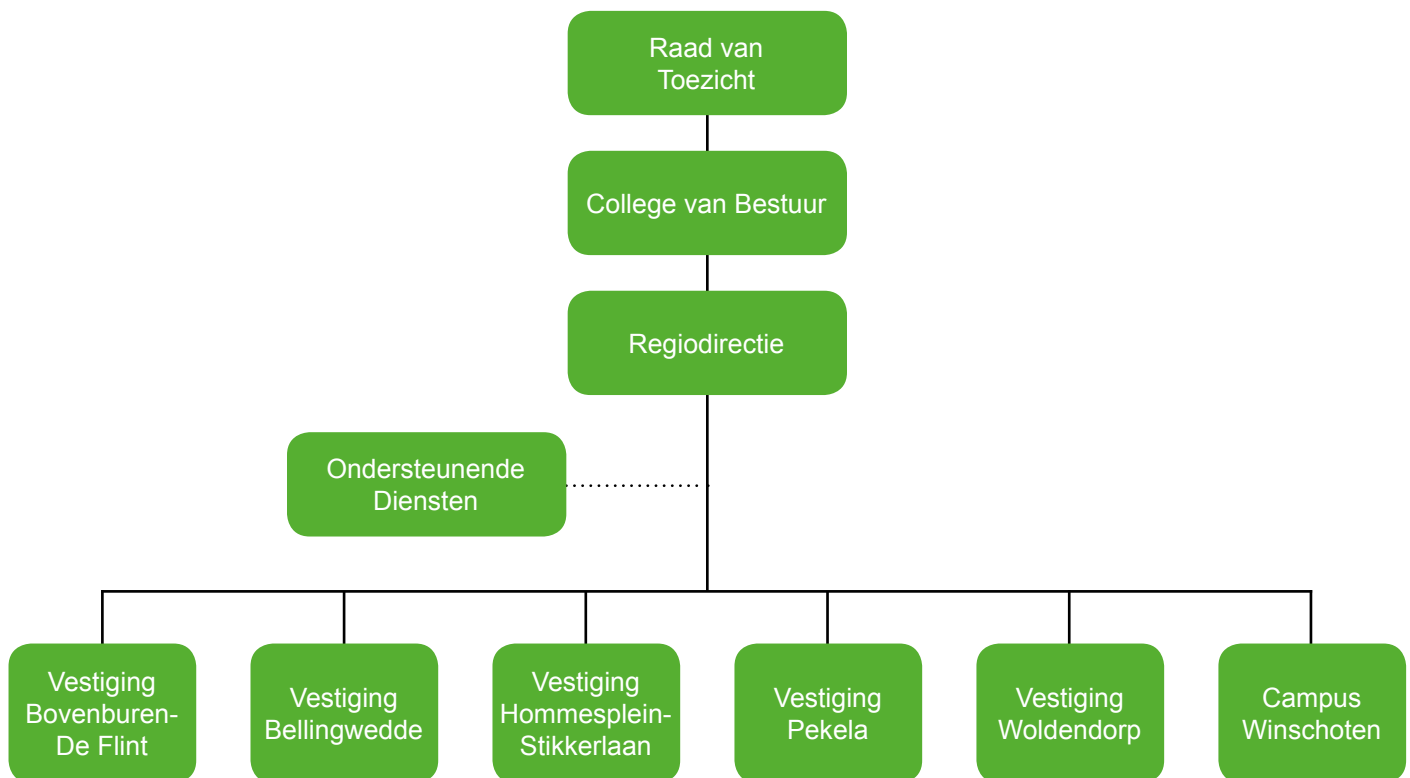 Raad van
Toezicht
College van Bestuur
Regiodirectie
Ondersteunende
Diensten
Vestiging
Bovenburen-
De Flint
Vestiging
Bellingwedde
Vestiging
Hommesplein-
Stikkerlaan
Vestiging
Pekela
Vestiging
Woldendorp
Campus
Winschoten